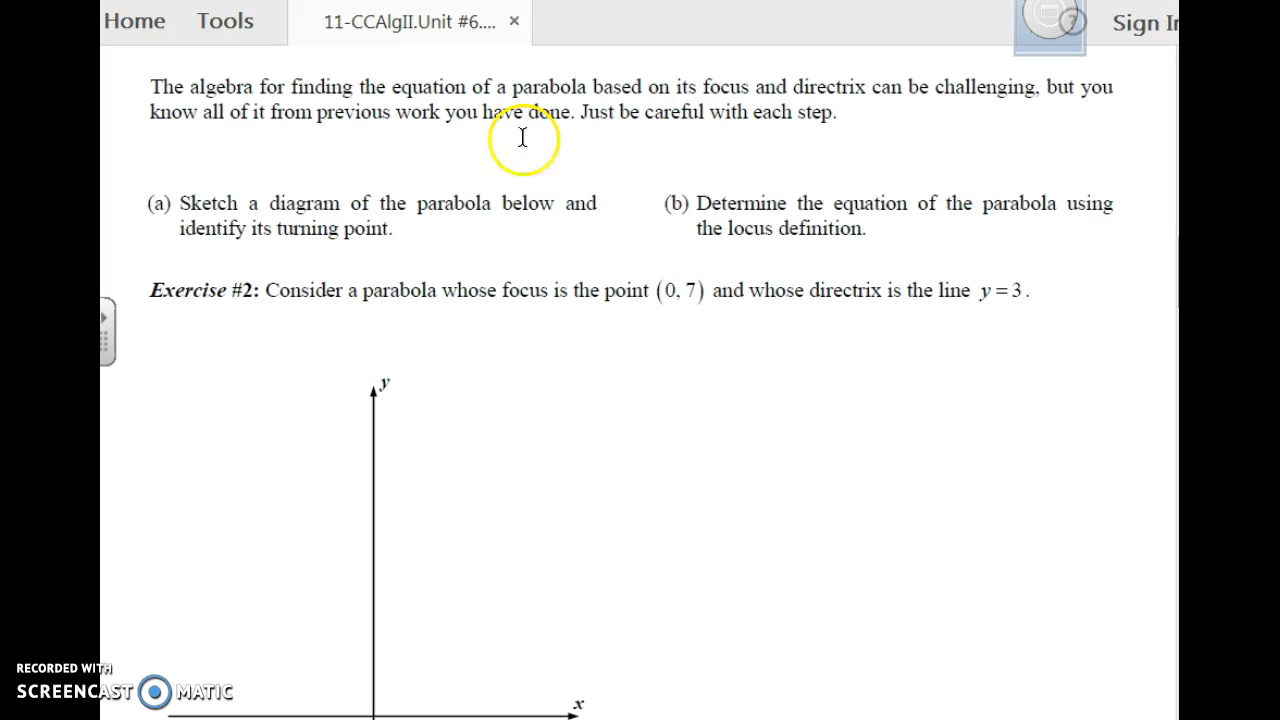 Home Tools 11-CCAlgII.Unit #6.... × ? Sign In
The algebra for finding the equation of a parabola based on its focus and directrix can be challenging, but you
know all of it from previous work you have done. Just be careful with each step.
(a) Sketch a diagram of the parabola below and
identify its turning point.
(b) Determine the equation of the parabola using
the locus definition.
Exercise #2: Consider a parabola whose focus is the point (0, 7) and whose directrix is the line y = 3.
y
x
RECORDED WITH
SCREENCAST MATIC